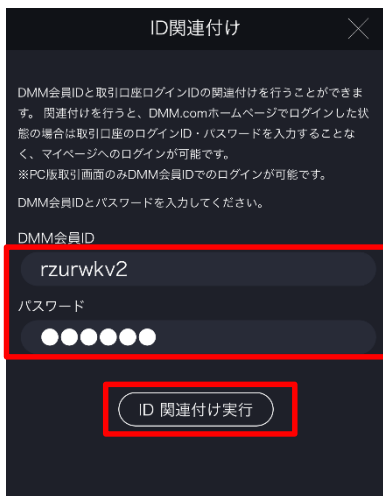 ID関連付け
DMM会員IDと取引口座ログインIDの関連付けを行うことができま
す。 関連付けを行うと、DMM.comホームページでログインした状
態の場合は取引口座のログインID・パスワードを入力することな
く、マイページへのログインが可能です。
※PC版取引画面のみDMM会員IDでのログインが可能です。
DMM会員IDとパスワードを入力してください。
DMM会員ID
rzurwkv2
パスワード
●●●●●●
ID 関連付け実行